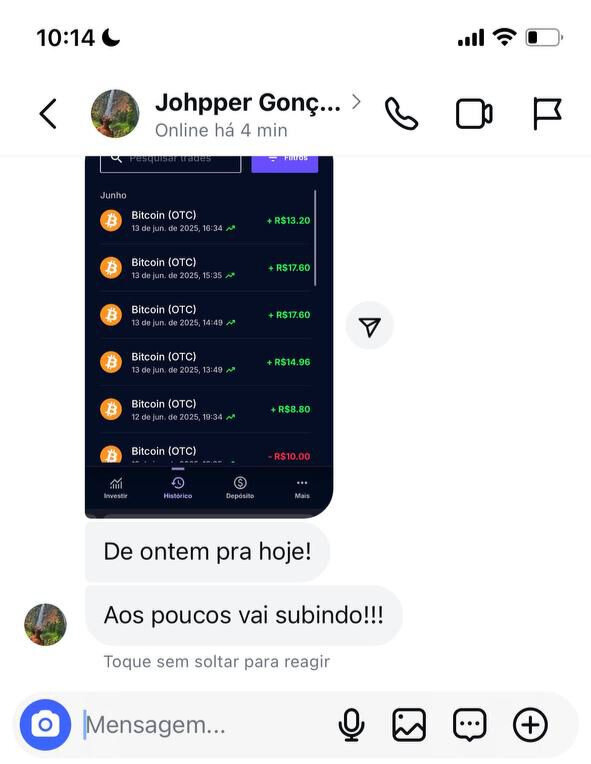 10:14
Johpper Gonç...
Online há 4 min
Pesquisar trades
Filtros
Junho
Bitcoin (OTC)
+ R$13.20
13 de jun. de 2025, 16:34
Bitcoin (OTC)
+ R$17.60
13 de jun. de 2025, 15:35
Bitcoin (OTC)
+ R$17.60
13 de jun. de 2025, 14:49
Bitcoin (OTC)
+ R$14.96
13 de jun. de 2025, 13:49
Bitcoin (OTC)
+ R$8.80
12 de jun. de 2025, 19:34
Bitcoin (OTC)
- R$10.00
Investir
Histórico
Depósito
Mais
De ontem pra hoje!
Aos poucos vai subindo!!!
Toque sem soltar para reagir
Mensagem...